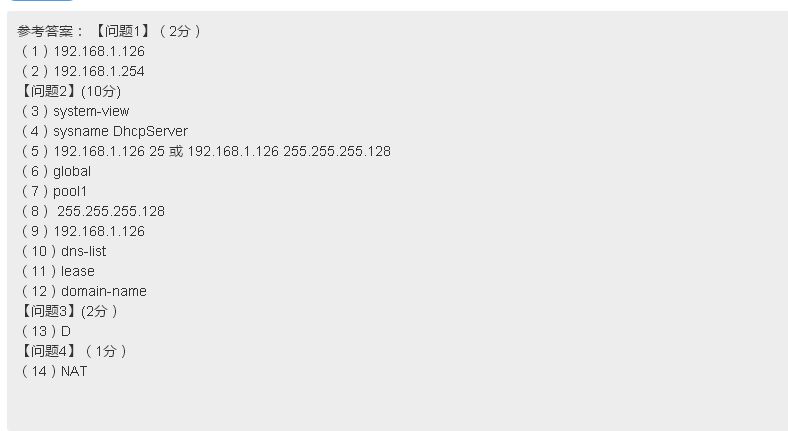 参考答案： 【问题1】（2分）
（1）192.168.1.126
（2）192.168.1.254
【问题2】(10分)
（3）system-view
（4）sysname DhcpServer
（5）192.168.1.126 25 或 192.168.1.126 255.255.255.128
（6）global
（7）pool1
（8） 255.255.255.128
（9）192.168.1.126
（10）dns-list
（11）lease
（12）domain-name
【问题3】(2分）
（13）D
【问题4】（1分）
（14）NAT